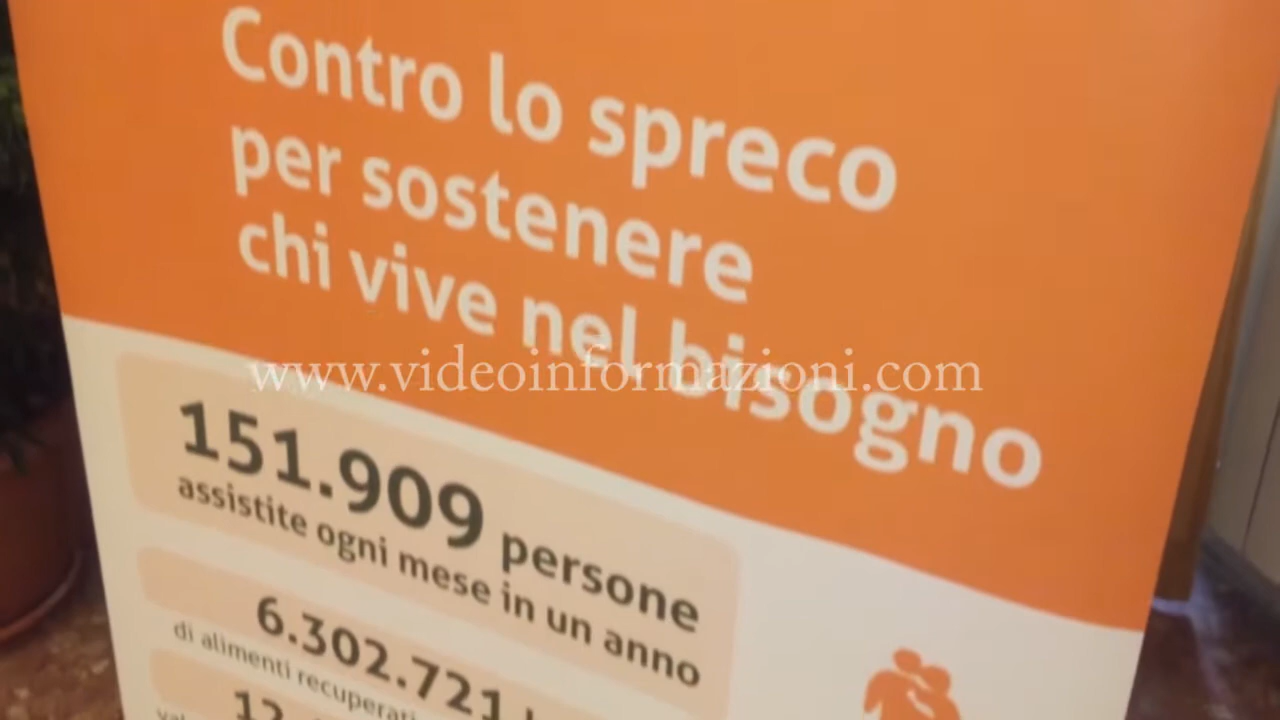 Contro lo spreco
per sostenere
chi vive nel bisogno
www.videoinformazioni.com
151.909 persone
assistite ogni mese in un anno
6.302.721
di alimenti recuperati
12